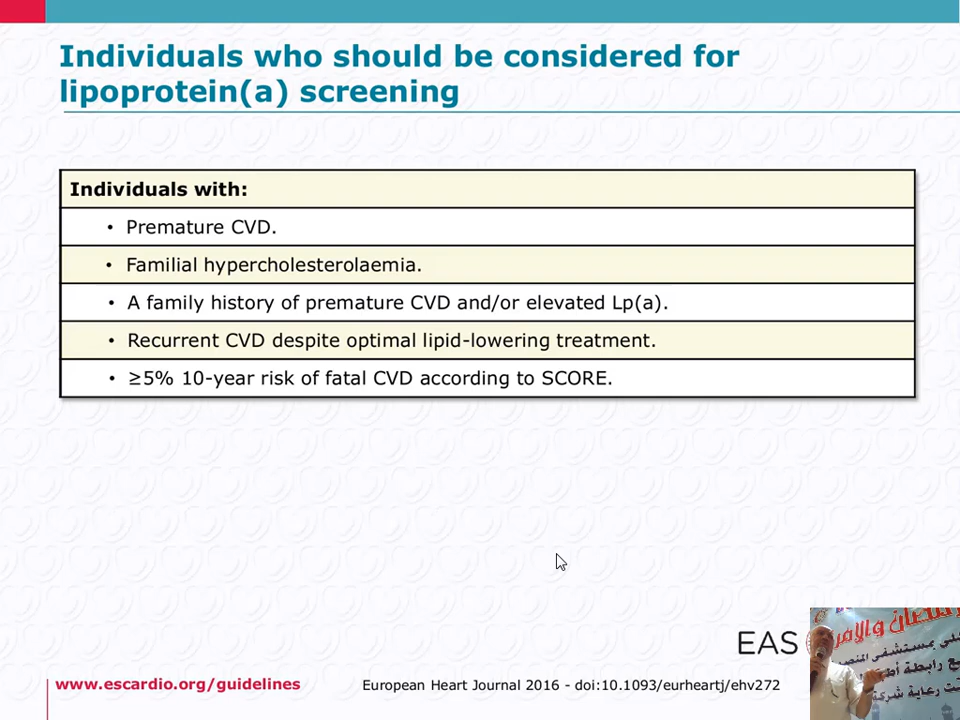 Individuals who should be considered for
lipoprotein(a) screening
Individuals with:
• Premature CVD.
• Familial hypercholesterolaemia.
• A family history of premature CVD and/or elevated Lp(a).
• Recurrent CVD despite optimal lipid-lowering treatment.
• ≥5% 10-year risk of fatal CVD according to SCORE.
EAS
www.escardio.org/guidelines
European Heart Journal 2016 - doi:10.1093/eurheartj/ehv272
رابطة
رعاية